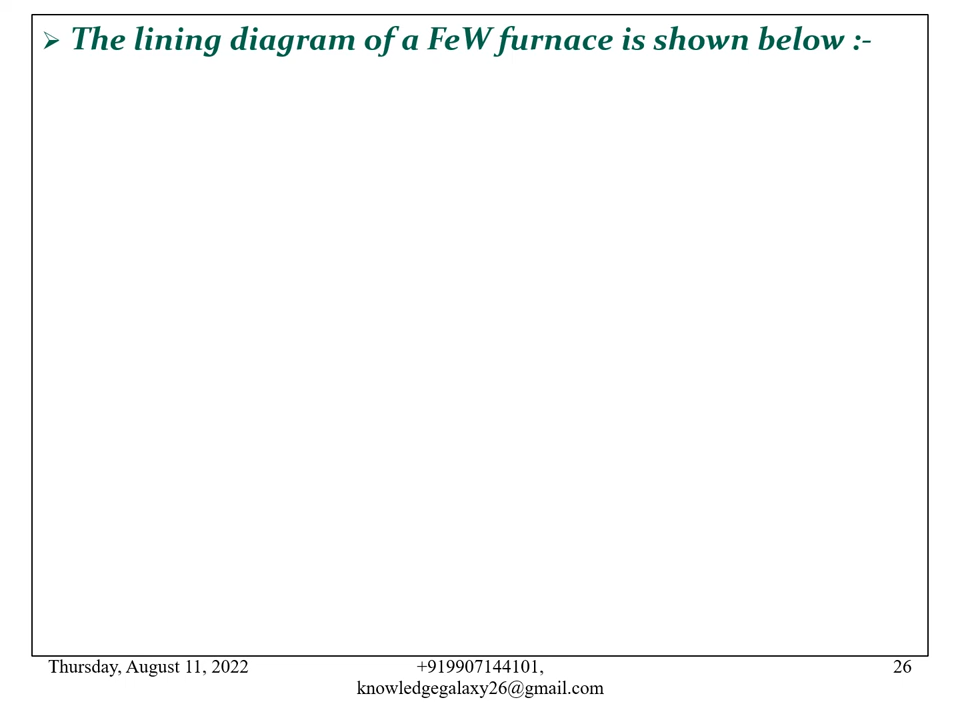 ➢ The lining diagram of a FeW furnace is shown below :-
Thursday, August 11, 2022
+919907144101,
knowledgegalaxy26@gmail.com
26